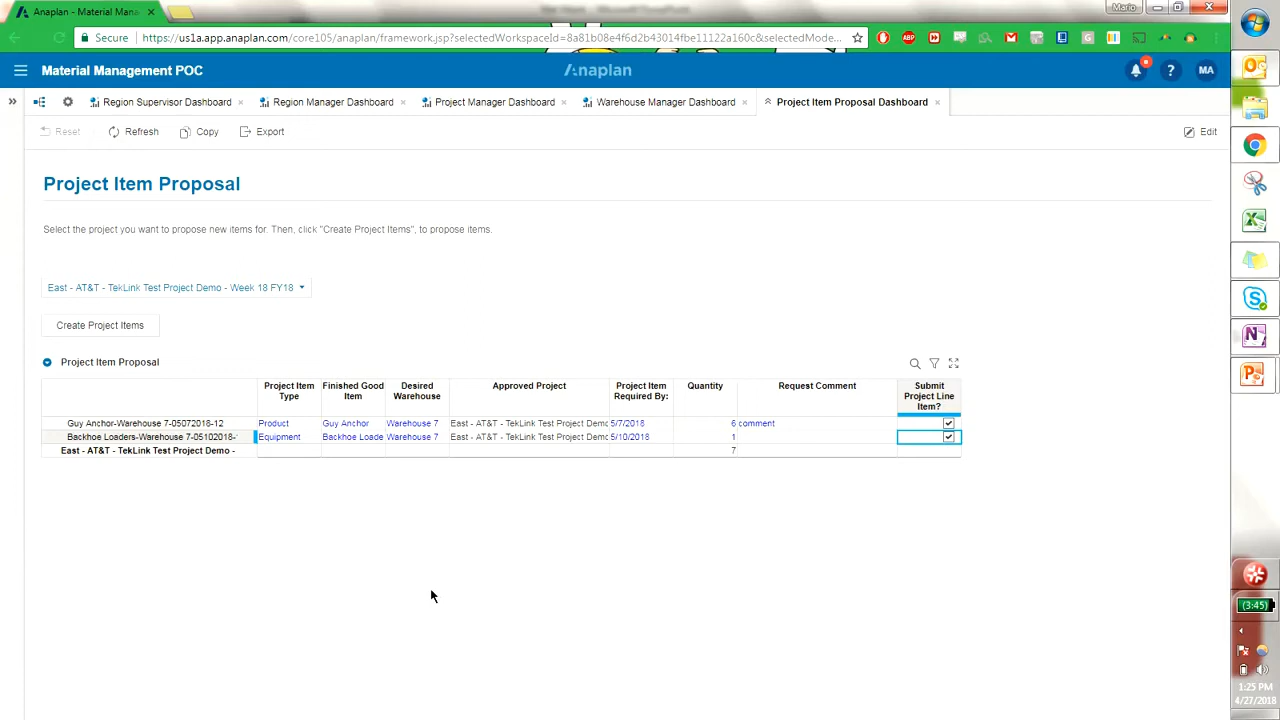 Anaplan - Material Mana
Mario
Secure
https://us1a.app.anaplan.com/core105/anaplan/framework.jsp?selectedWorkspaceId=8a81b08e4f6d2b43014fbe11122a160c&selectedMode...
Material Management POC
Anaplan
?
MA
Region Supervisor Dashboard
Region Manager Dashboard
Project Manager Dashboard
Warehouse Manager Dashboard
Project Item Proposal Dashboard
Reset
Refresh
Copy
Export
Edit
Project Item Proposal
Select the project you want to propose new items for. Then, click "Create Project Items", to propose items.
East - AT&T - TekLink Test Project Demo - Week 18 FY18
Create Project Items
Project Item Proposal
Project Item Type
Finished Good Item
Desired Warehouse
Approved Project
Project Item Required By:
Quantity
Request Comment
Submit Project Line Item?
Guy Anchor-Warehouse 7-05072018-12 Product Guy Anchor Warehouse 7 East - AT&T - TekLink Test Project Demo 5/7/2018 6 comment
Backhoe Loaders-Warehouse 7-05102018- Equipment Backhoe Loade Warehouse 7 East - AT&T - TekLink Test Project Demo 5/10/2018 1
East - AT&T - TekLink Test Project Demo - 7
(3:45)
1:25 PM
4/27/2018